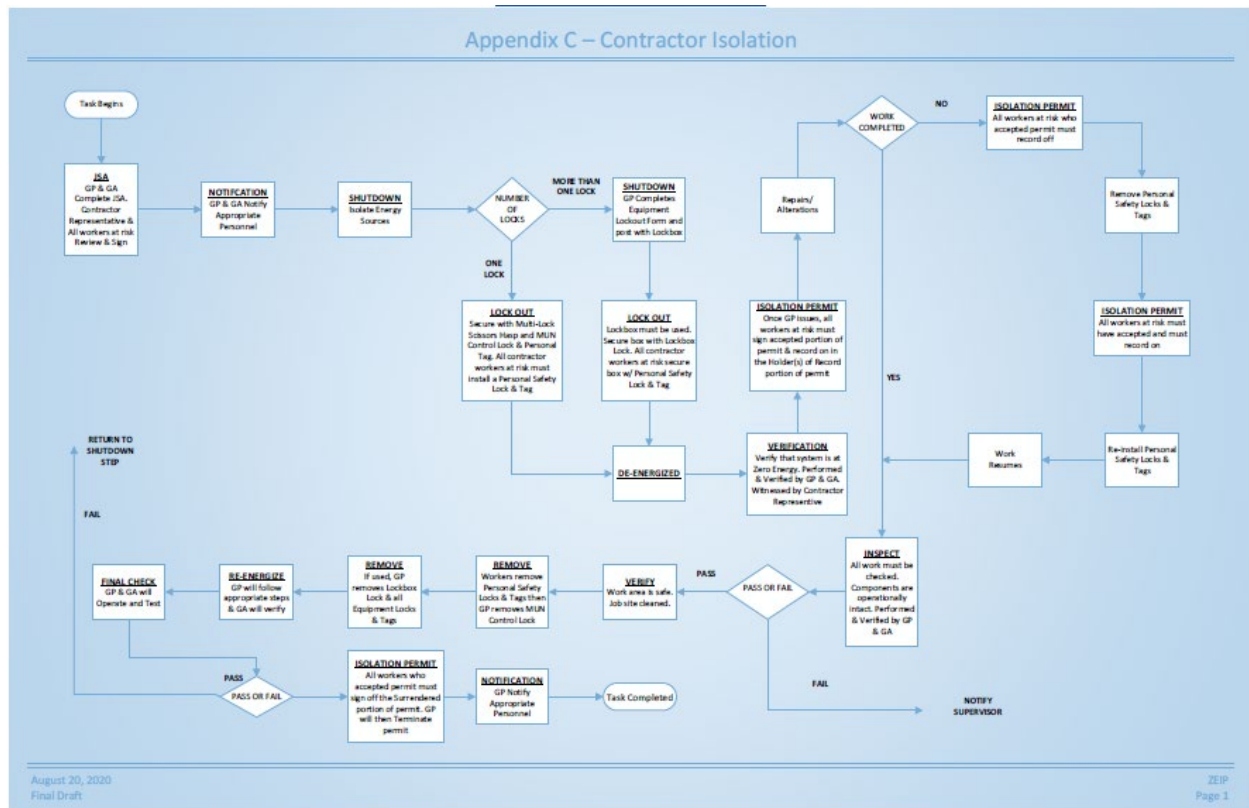 Appendix C – Contractor Isolation
Task Begins
JSA
GP & GA
Complete JSA.
Contractor
Representative &
All workers at risk
Review & Sign
NOTIFCATION
GP & GA Notify
Appropriate
Personnel
SHUTDOWN
Isolate Energy
Sources
NUMBER
OF
LOCKS
MORE THAN
ONE LOCK
SHUTDOWN
GP Completes
Equipment
Lockout Form and
post with Lockbox
ONE
LOCK
LOCK OUT
Secure with Multi-Lock
Scissors Hasp and MUN
Control Lock & Personal
Tag. All contractor
workers at risk must
install a Personal Safety
Lock & Tag
LOCK OUT
Lockbox must be used.
Secure box with Lockbox
Lock. All contractor
workers at risk secure
box w/ Personal Safety
Lock & Tag
DE-ENERGIZED
VERIFICATION
Verify that system is at
Zero Energy. Performed
& Verified by GP & GA.
Witnessed by Contractor
Representive
ISOLATION PERMIT
Once GP issues, all
workers at risk must
sign accepted portion of
permit & record on in
the Holder(s) of Record
portion of permit
Repairs/
Alterations
WORK
COMPLETED
NO
ISOLATION PERMIT
All workers at risk who
accepted permit must
record off
Remove Personal
Safety Locks &
Tags
ISOLATION PERMIT
All workers at risk must
have accepted and must
record on
Re-install Personal
Safety Locks &
Tags
Work
Resumes
YES
INSPECT
All work must be
checked.
Components are
operationally
intact. Performed
& Verified by GP
& GA
PASS OR FAIL
PASS
FAIL
NOTIFY
SUPERVISOR
VERIFY
Work area is safe.
Job site cleaned.
REMOVE
Workers remove
Personal Safety
Locks & Tags then
GP removes MUN
Control Lock
REMOVE
If used, GP
removes Lockbox
Lock & all
Equipment Locks
& Tags
RE-ENERGIZE
GP will follow
appropriate steps
& GA will verify
FINAL CHECK
GP & GA will
Operate and Test
PASS OR FAIL
FAIL
RETURN TO
SHUTDOWN
STEP
PASS
ISOLATION PERMIT
All workers who
accepted permit must
sign off the Surrendered
portion of permit. GP
will then Terminate
permit
NOTIFICATION
GP Notify
Appropriate
Personnel
Task Completed
August 20, 2020
Final Draft
ZEIP
Page 1